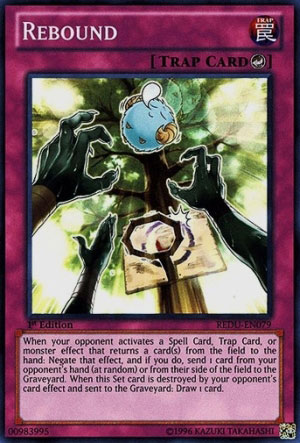 REBOUND
TRAP
罠
[TRAP CARD]
REDU-EN079
1st Edition
When your opponent activates a Spell Card, Trap Card, or
monster effect that returns a card(s) from the field to the
hand: Negate that effect, and if you do, send 1 card from your
opponent's hand (at random) or from their side of the field to the
Graveyard. When this Set card is destroyed by your opponent's
card effect and sent to the Graveyard: Draw 1 card.
00983995
©1996 KAZUKI TAKAHASHI